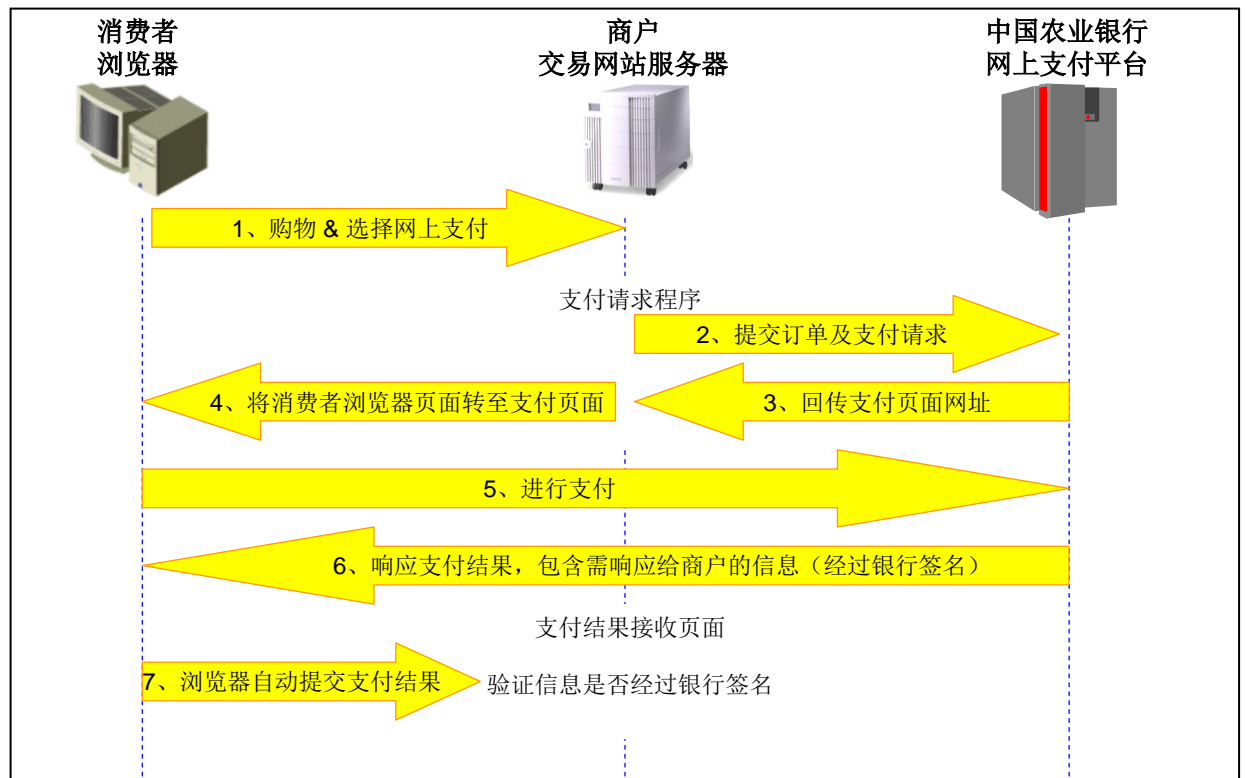 消费者
浏览器
商户
交易网站服务器
中国农业银行
网上支付平台
1、购物 & 选择网上支付
支付请求程序
2、提交订单及支付请求
4、将消费者浏览器页面转至支付页面
3、回传支付页面网址
5、进行支付
6、响应支付结果，包含需响应给商户的信息（经过银行签名）
支付结果接收页面
7、浏览器自动提交支付结果
验证信息是否经过银行签名